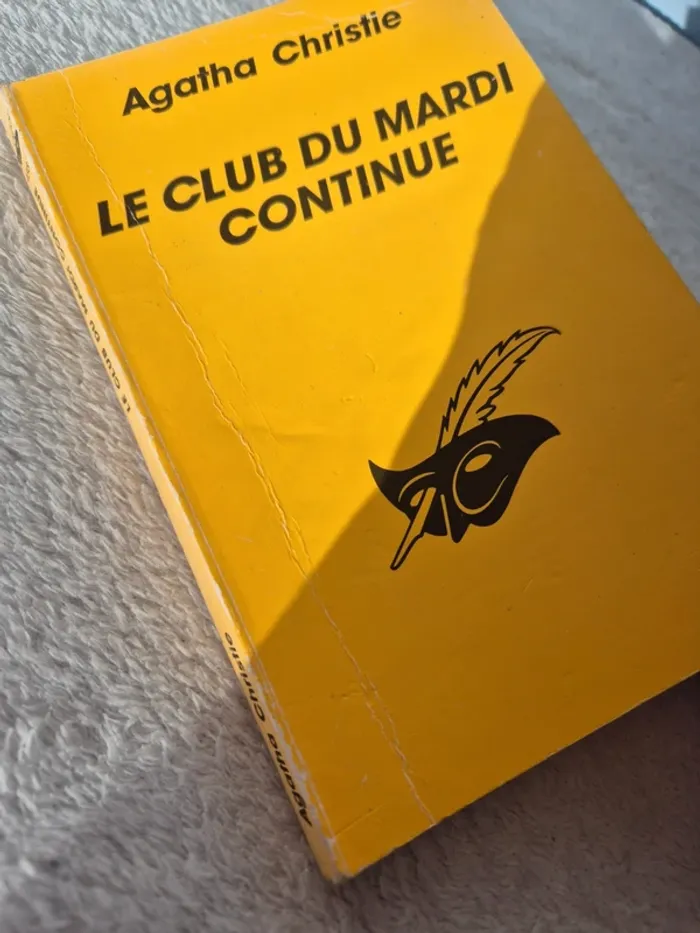 Agatha Christie
LE CLUB DU MARDI
CONTINUE
LE CLUB DU MARDI CONTINUE
Agatha Christie